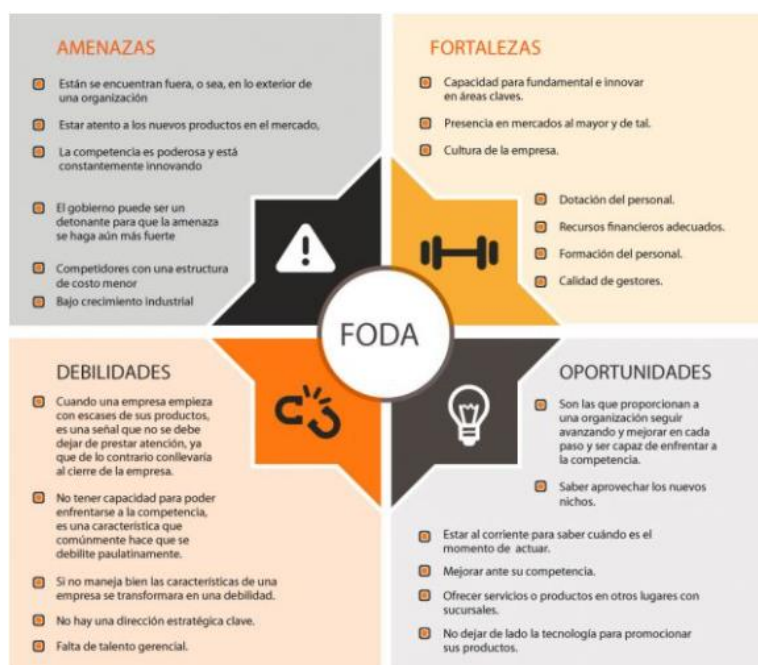 AMENAZAS
Están se encuentran fuera, o sea, en lo exterior de
una organización
Estar atento a los nuevos productos en el mercado,
La competencia es poderosa y está
constantemente innovando
El gobierno puede ser un
detonante para que la amenaza
se haga aún más fuerte
Competidores con una estructura
de costo menor
Bajo crecimiento industrial
FORTALEZAS
Capacidad para fundamental e innovar
en áreas claves.
Presencia en mercados al mayor y de tal.
Cultura de la empresa.
Dotación del personal.
Recursos financieros adecuados.
Formación del personal.
Calidad de gestores.
FODA
DEBILIDADES
Cuando una empresa empieza
con escases de sus productos,
es una señal que no se debe
dejar de prestar atención, ya
que de lo contrario conllevaría
al cierre de la empresa.
No tener capacidad para poder
enfrentarse a la competencia,
es una característica que
comúnmente hace que se
debilite paulatinamente.
Si no maneja bien las características de una
empresa se transformara en una debilidad.
No hay una dirección estratégica clave.
Falta de talento gerencial.
OPORTUNIDADES
Son las que proporcionan a
una organización seguir
avanzando y mejorar en cada
paso y ser capaz de enfrentar a
la competencia.
Saber aprovechar los nuevos
nichos.
Estar al corriente para saber cuándo es el
momento de actuar.
Mejorar ante su competencia.
Ofrecer servicios o productos en otros lugares con
sucursales.
No dejar de lado la tecnología para promocionar
sus productos.